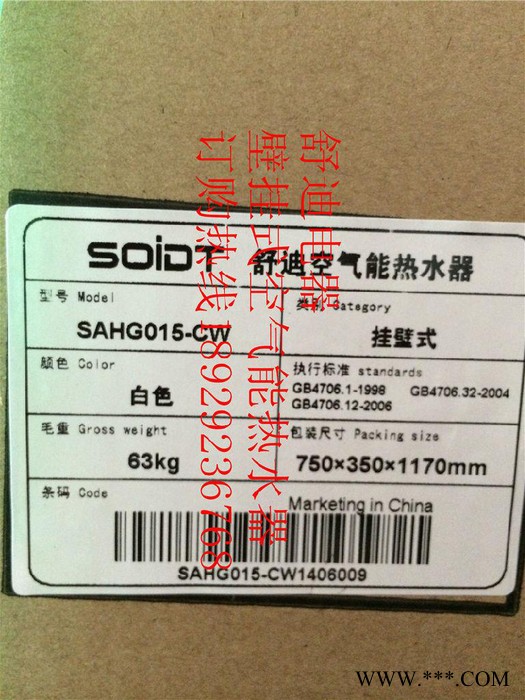 SOIDT 舒迪空气能热水器
型号 Model
SAHG015-CW
类别 Category
挂壁式
颜色 Color
白色
执行标准 standards
GB4706.1-1998 GB4706.32-2004
GB4706.12-2006
毛重 Gross weight
63kg
包装尺寸 Packing size
750×350×1170mm
条码 Code
Marketing in China
SAHG015-CW1406009
舒迪电器
壁挂式空气能热水器
订购热线18929236768
WWW.***.COM